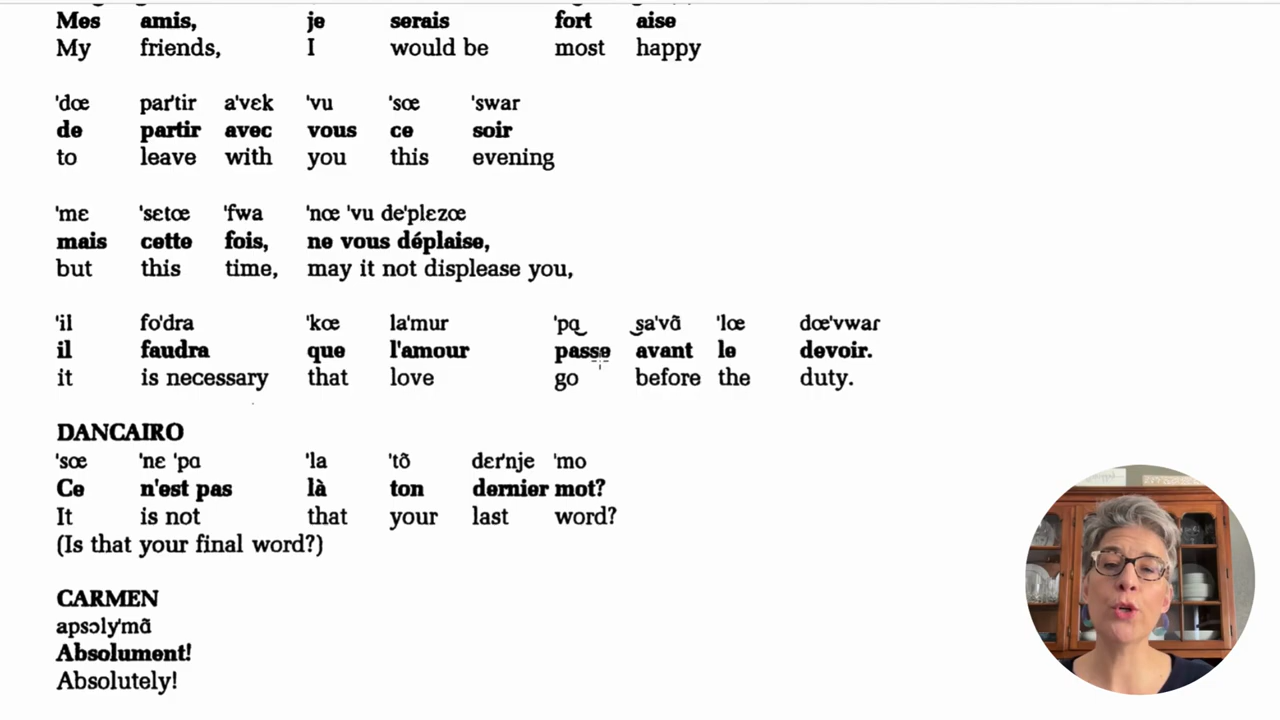 Mes amis, je serais fort aise
My friends, I would be most happy
'dœ par'tir a'vɛk 'vu 'sœ 'swar
de partir avec vous ce soir
to leave with you this evening
'mɛ 'sɛtœ 'fwa 'nœ 'vu de'plɛzœ
mais cette fois, ne vous déplaise,
but this time, may it not displease you,
'il fo'dra 'kœ la'mur 'pɑ‿ ‿sa'vɑ̃ 'lœ dœ'vwar
il faudra que l'amour passe avant le devoir.
it is necessary that love go before the duty.
DANCAIRO
'sœ 'nɛ 'pɑ 'la 'tõ dɛr'nje 'mo
Ce n'est pas là ton dernier mot?
It is not that your last word?
(Is that your final word?)
CARMEN
apsɔly'mɑ̃
Absolument!
Absolutely!